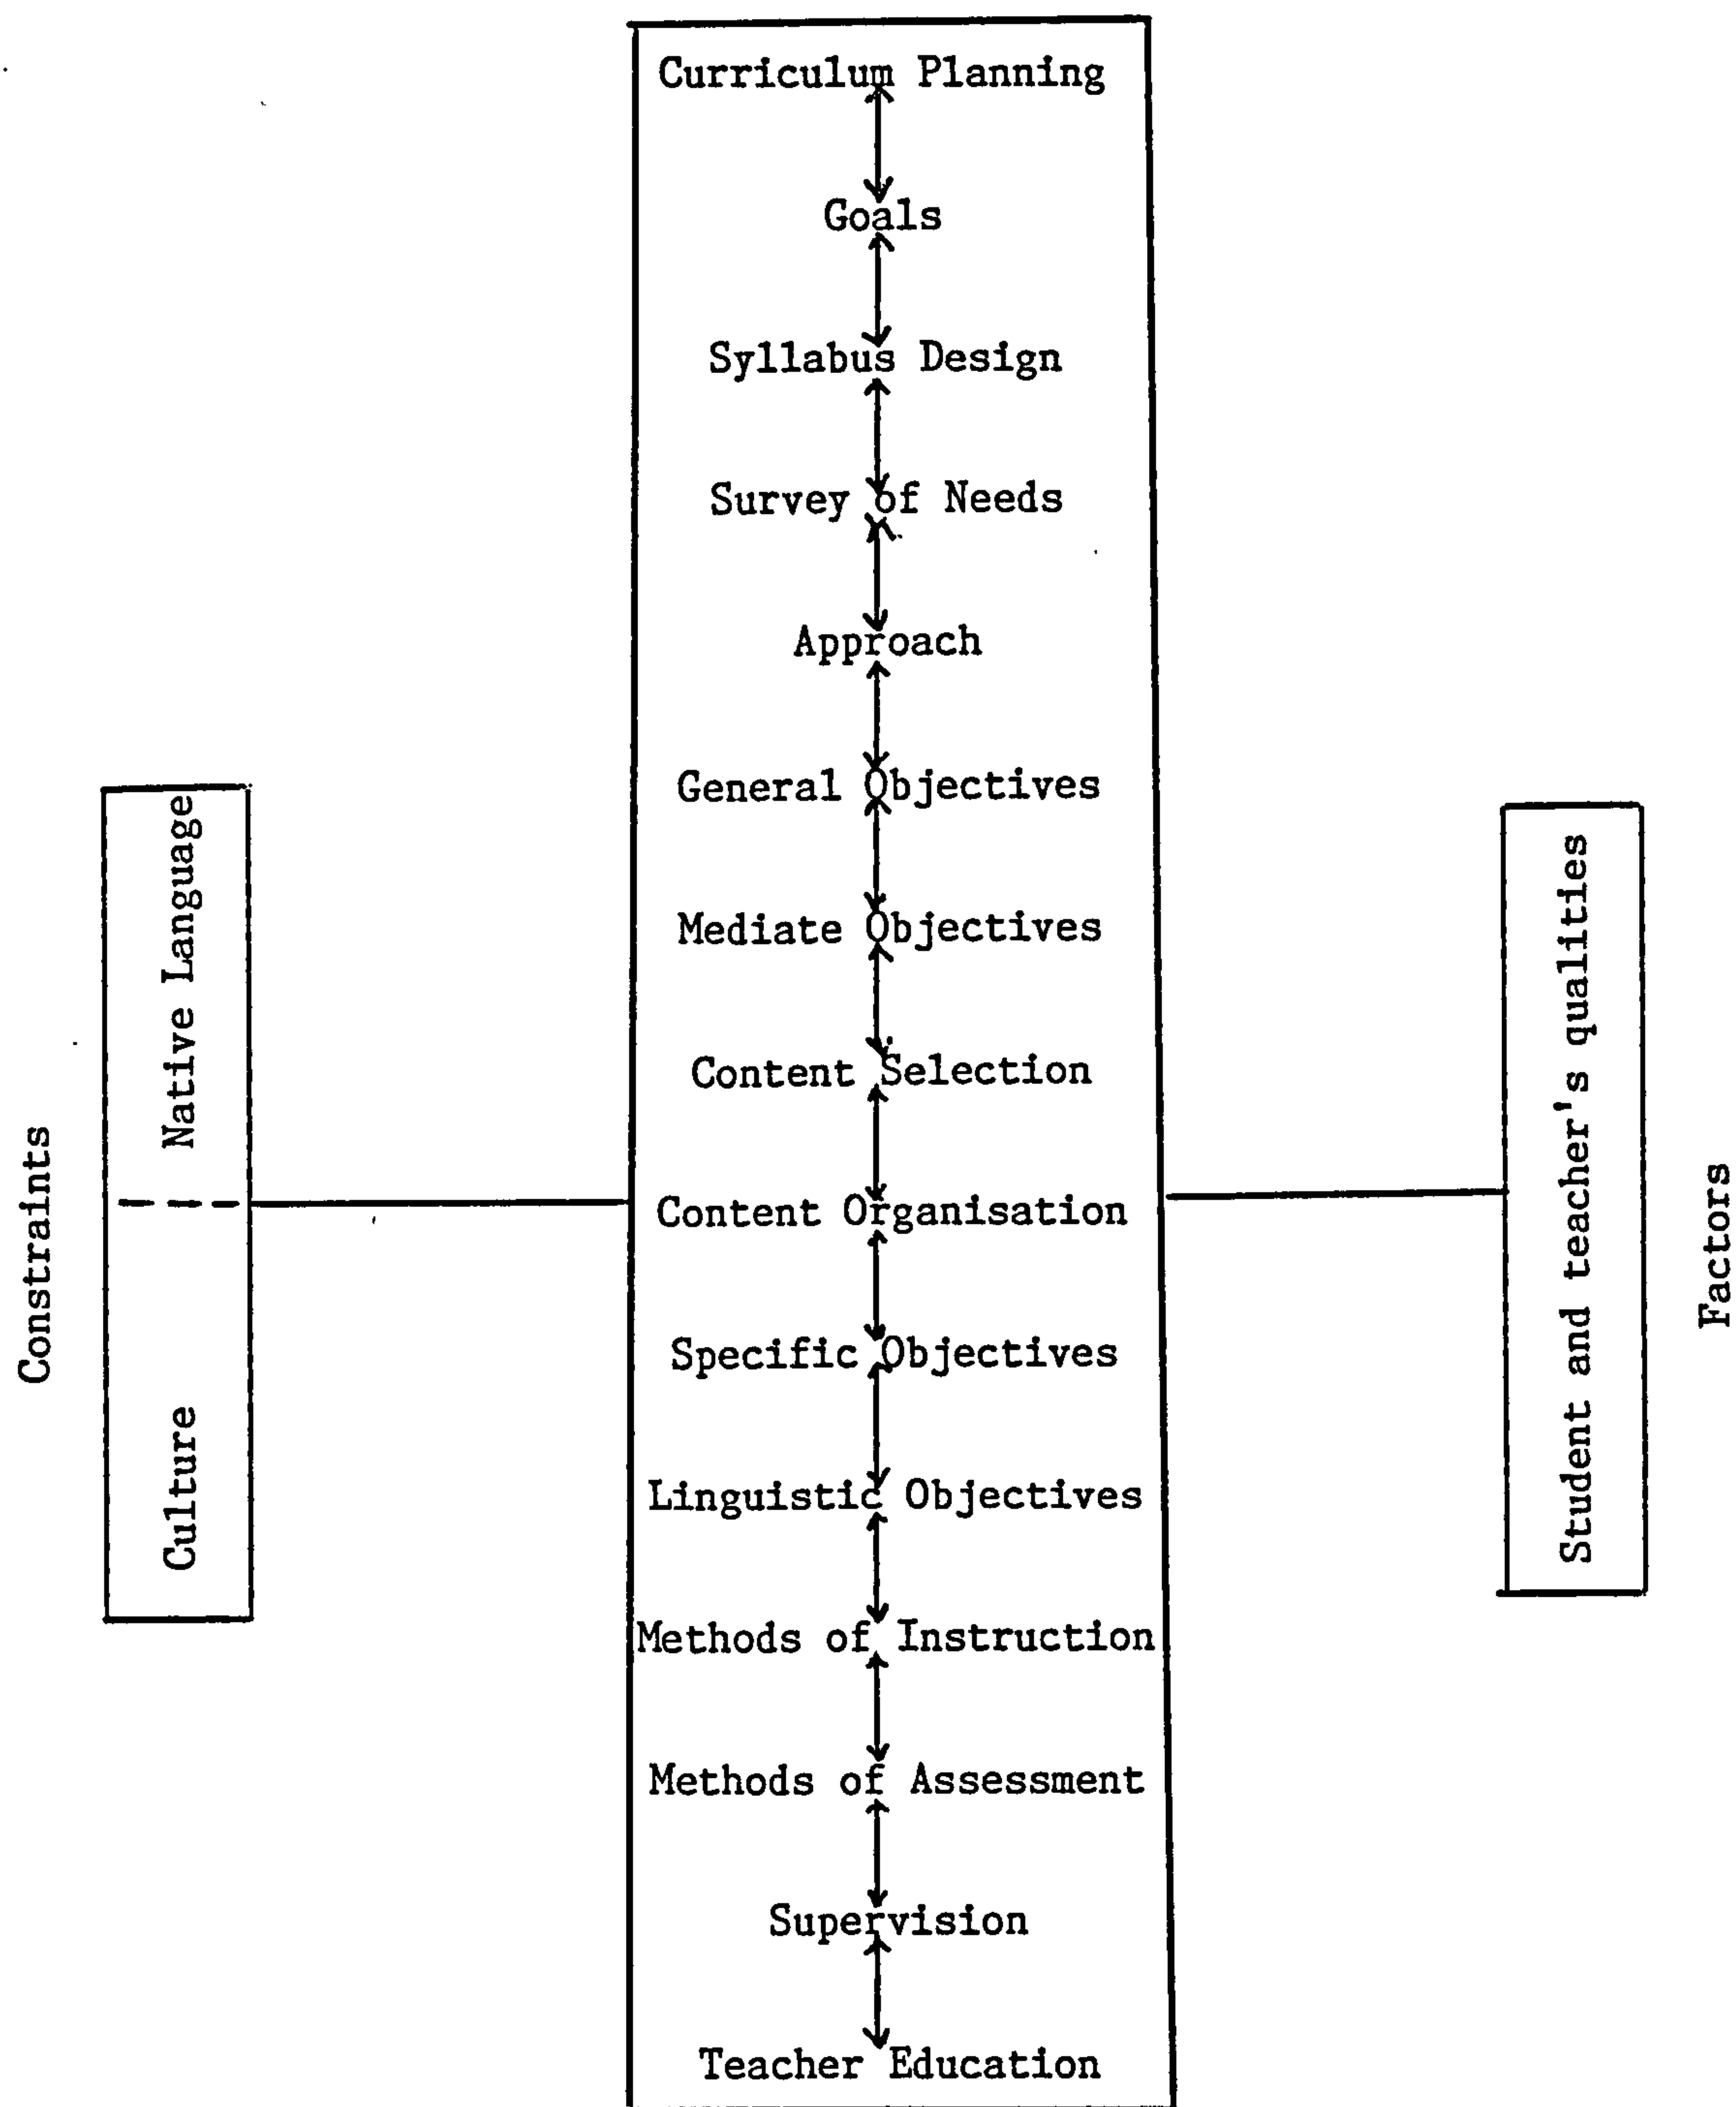 Curriculum Planning
Goals
Syllabus Design
Survey of Needs
Approach
General Objectives
Mediate Objectives
Content Selection
Content Organisation
Specific Objectives
Linguistic Objectives
Methods of Instruction
Methods of Assessment
Supervision
Teacher Education
Constraints
Native Language
Culture
Student and teacher's qualities
Factors